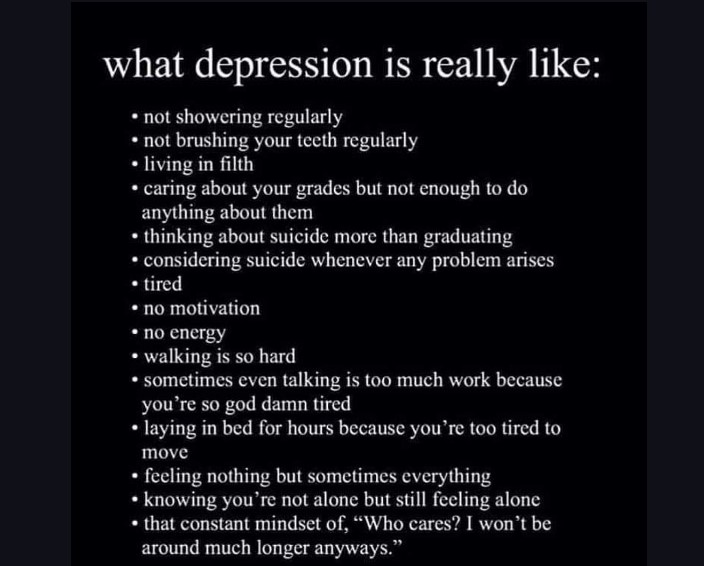 what depression is really like:
• not showering regularly
• not brushing your teeth regularly
• living in filth
• caring about your grades but not enough to do
anything about them
• thinking about suicide more than graduating
• considering suicide whenever any problem arises
• tired
• no motivation
• no energy
• walking is so hard
• sometimes even talking is too much work because
you're so god damn tired
• laying in bed for hours because you're too tired to
move
• feeling nothing but sometimes everything
• knowing you're not alone but still feeling alone
• that constant mindset of, “Who cares? I won't be
around much longer anyways.”